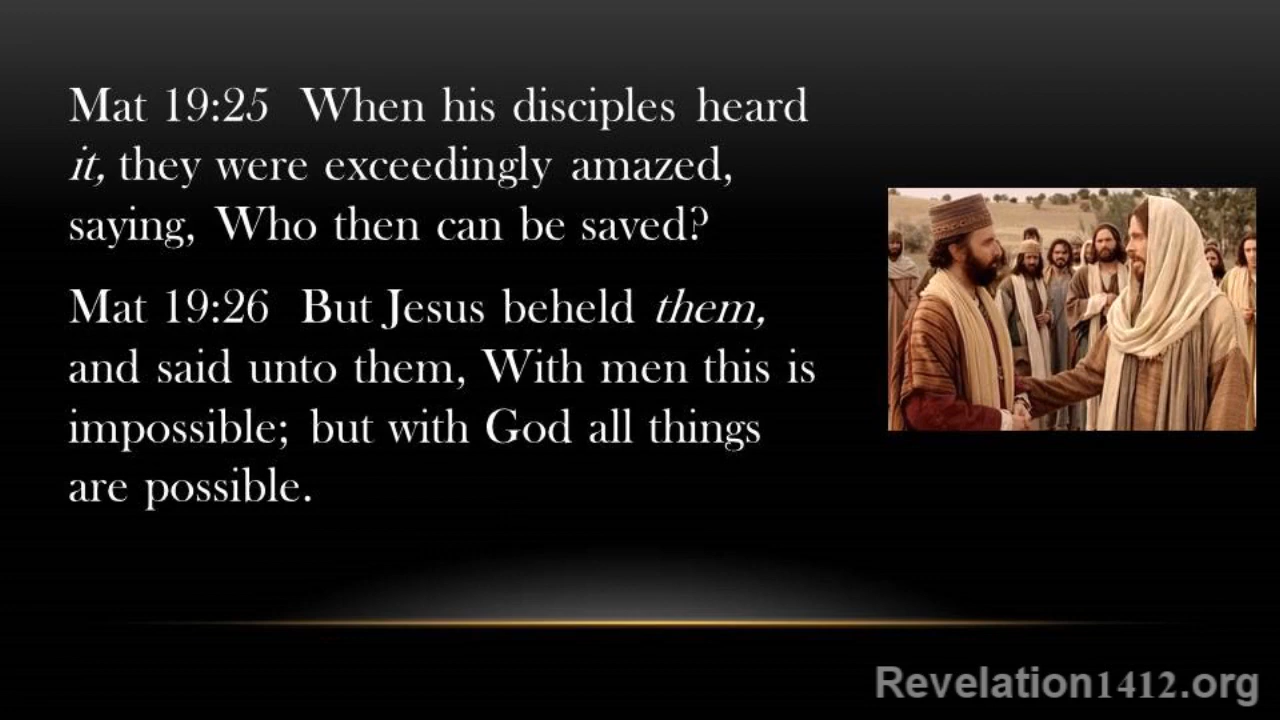 Mat 19:25  When his disciples heard
it, they were exceedingly amazed,
saying, Who then can be saved?
Mat 19:26  But Jesus beheld them,
and said unto them, With men this is
impossible; but with God all things
are possible.
Revelation1412.org